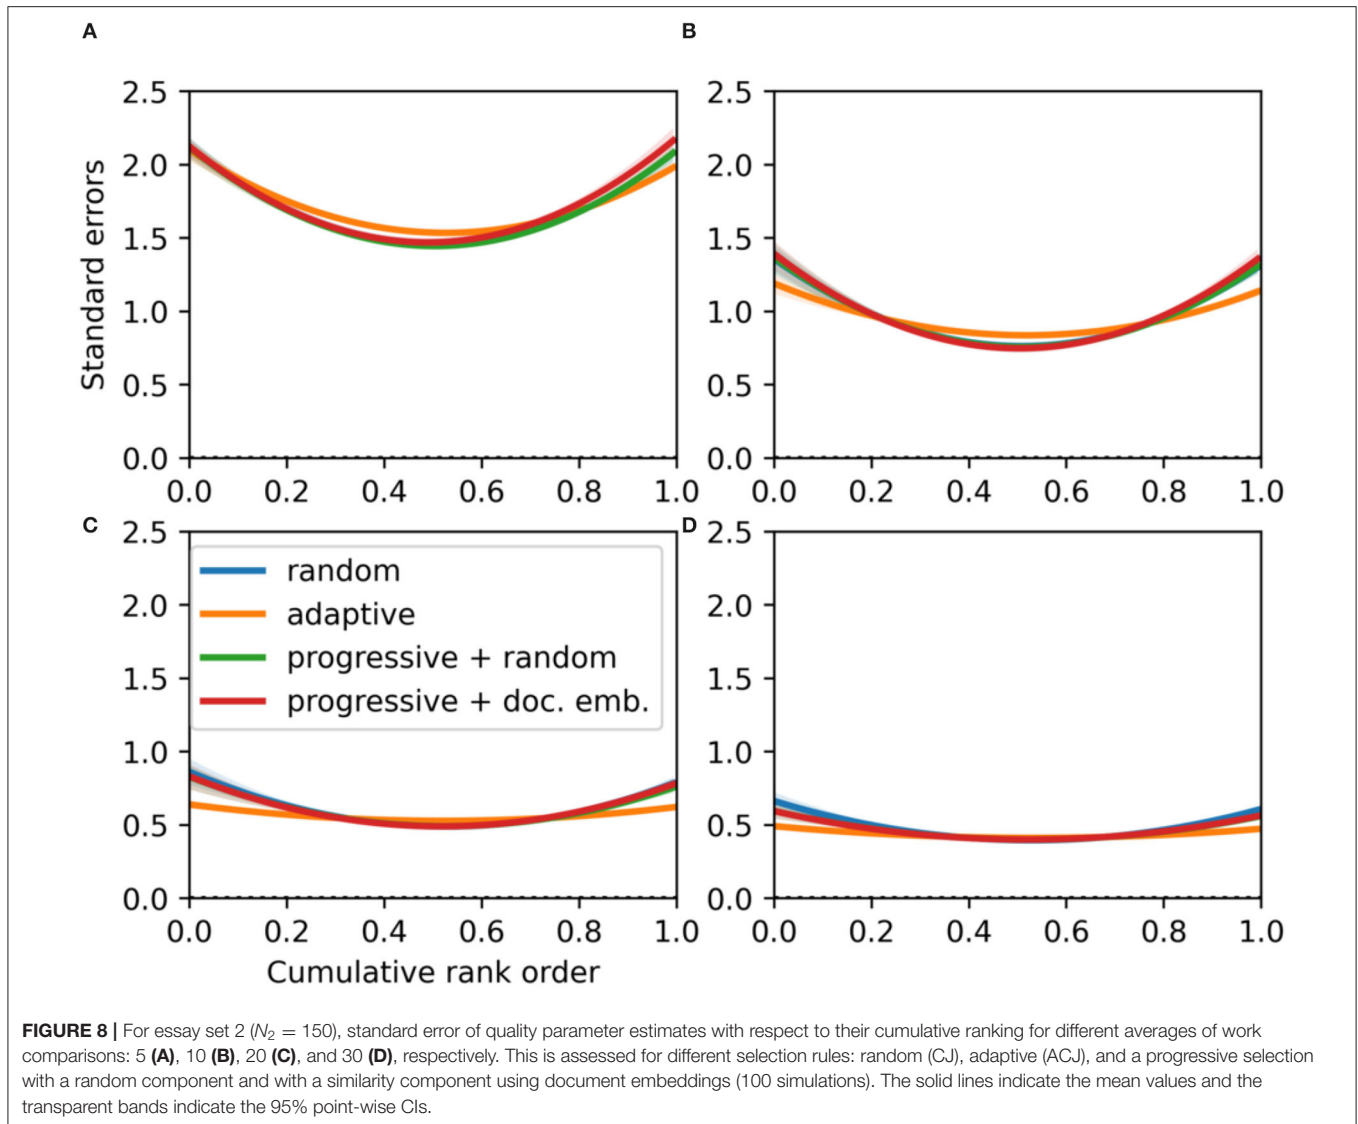 A
B
2.5
2.0
1.5
1.0
0.5
0.0
Standard errors
0.0 0.2 0.4 0.6 0.8 1.0
2.5
2.0
1.5
1.0
0.5
0.0
0.0 0.2 0.4 0.6 0.8 1.0
C
2.5
2.0
1.5
1.0
0.5
0.0
random
adaptive
progressive + random
progressive + doc. emb.
0.0 0.2 0.4 0.6 0.8 1.0
Cumulative rank order
D
2.5
2.0
1.5
1.0
0.5
0.0
0.0 0.2 0.4 0.6 0.8 1.0
FIGURE 8 | For essay set 2 (N₂ = 150), standard error of quality parameter estimates with respect to their cumulative ranking for different averages of work
comparisons: 5 (A), 10 (B), 20 (C), and 30 (D), respectively. This is assessed for different selection rules: random (CJ), adaptive (ACJ), and a progressive selection
with a random component and with a similarity component using document embeddings (100 simulations). The solid lines indicate the mean values and the
transparent bands indicate the 95% point-wise CIs.